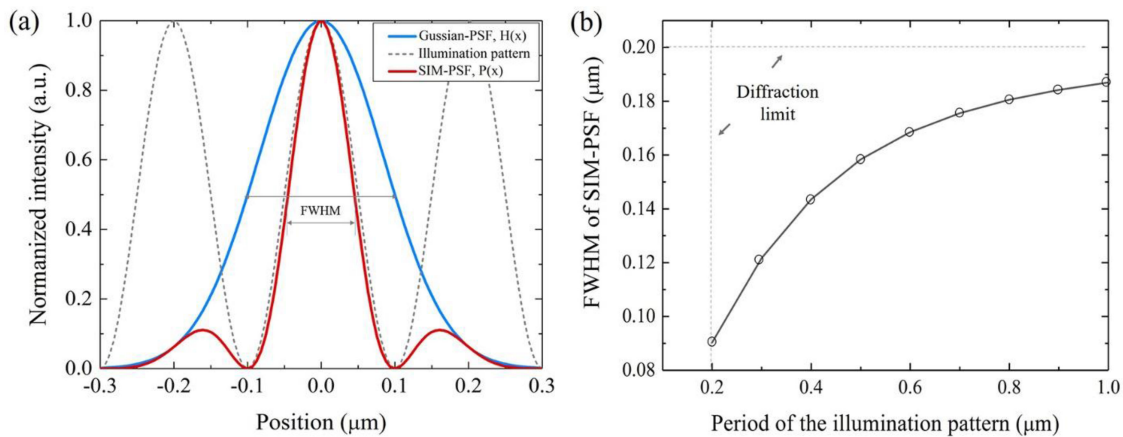 (a)
Normanized intensity (a.u.)
1.0
0.8
0.6
0.4
0.2
0.0
Gussian-PSF, H(x)
Illumination pattern
SIM-PSF, P(x)
FWHM
-0.3
-0.2
-0.1
0.0
0.1
0.2
0.3
Position (μm)
(b)
FWHM of SIM-PSF (μm)
0.20
0.18
0.16
0.14
0.12
0.10
0.08
Diffraction
limit
0.2
0.4
0.6
0.8
1.0
Period of the illumination pattern (μm)